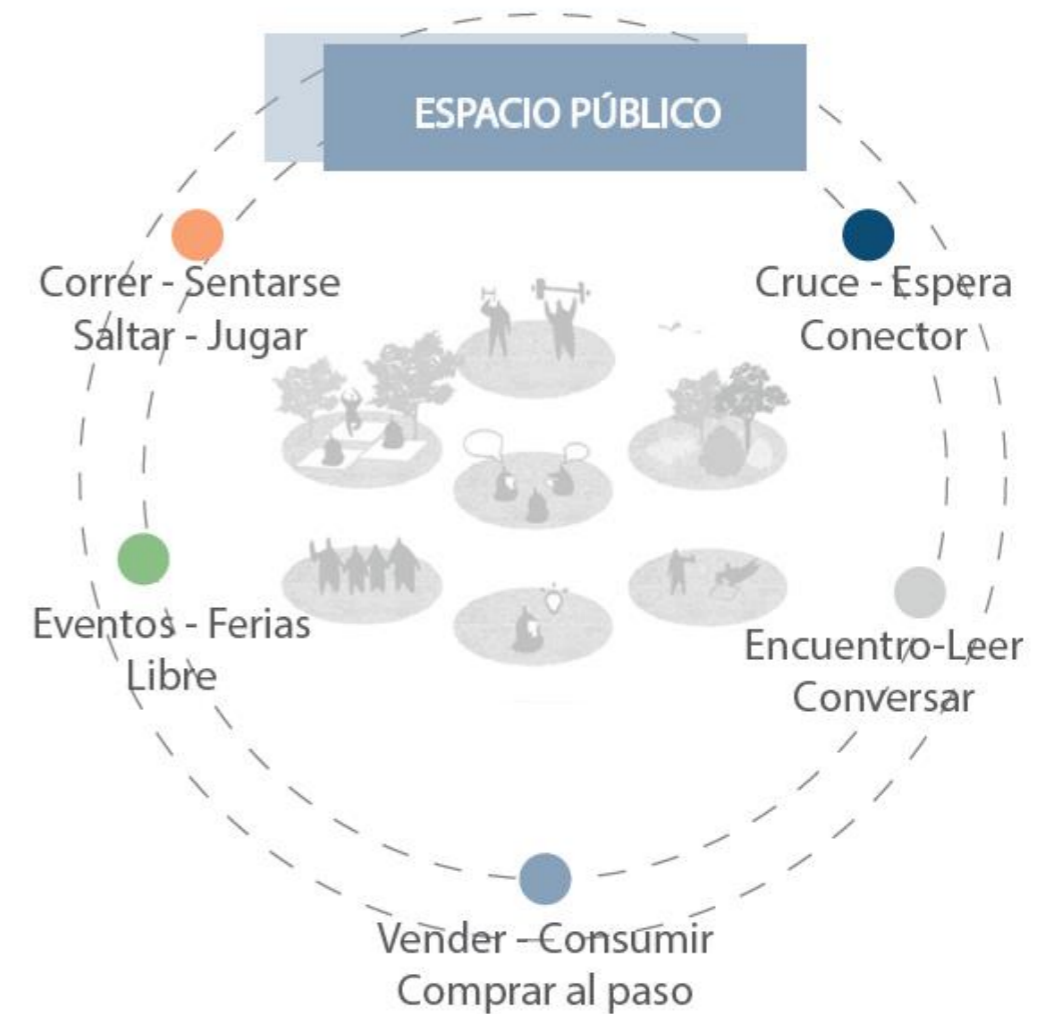 ESPACIO PÚBLICO
Correr - Sentarse
Saltar - Jugar
Cruce - Espera
Conector
Eventos - Ferias
Libre
Encuentro-Leer
Conversar
Vender - Consumir
Comprar al paso